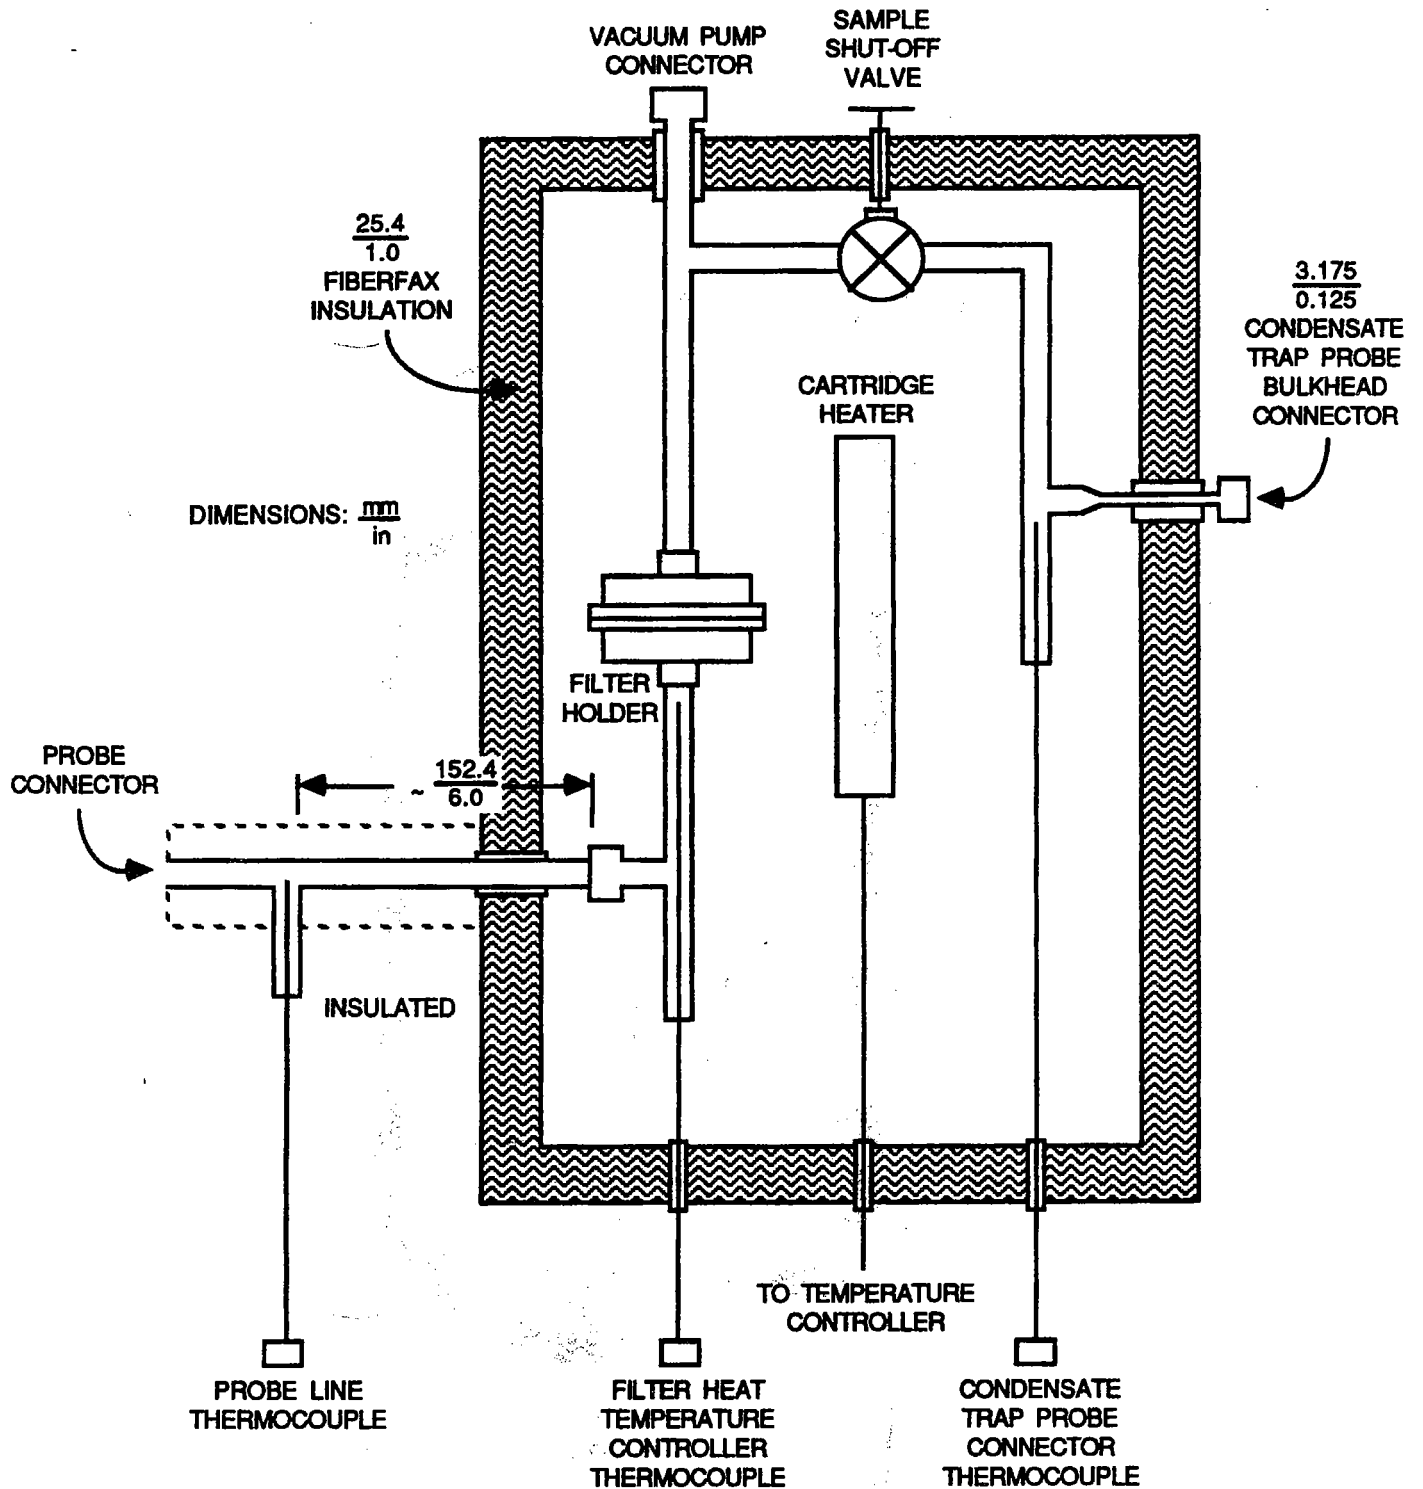 VACUUM PUMP
CONNECTOR
SAMPLE
SHUT-OFF
VALVE
25.4
1.0
FIBERFAX
INSULATION
3.175
0.125
CONDENSATE
TRAP PROBE
BULKHEAD
CONNECTOR
CARTRIDGE
HEATER
DIMENSIONS: mm
in
FILTER
HOLDER
PROBE
CONNECTOR
~ 152.4
6.0
INSULATED
TO TEMPERATURE
CONTROLLER
PROBE LINE
THERMOCOUPLE
FILTER HEAT
TEMPERATURE
CONTROLLER
THERMOCOUPLE
CONDENSATE
TRAP PROBE
CONNECTOR
THERMOCOUPLE